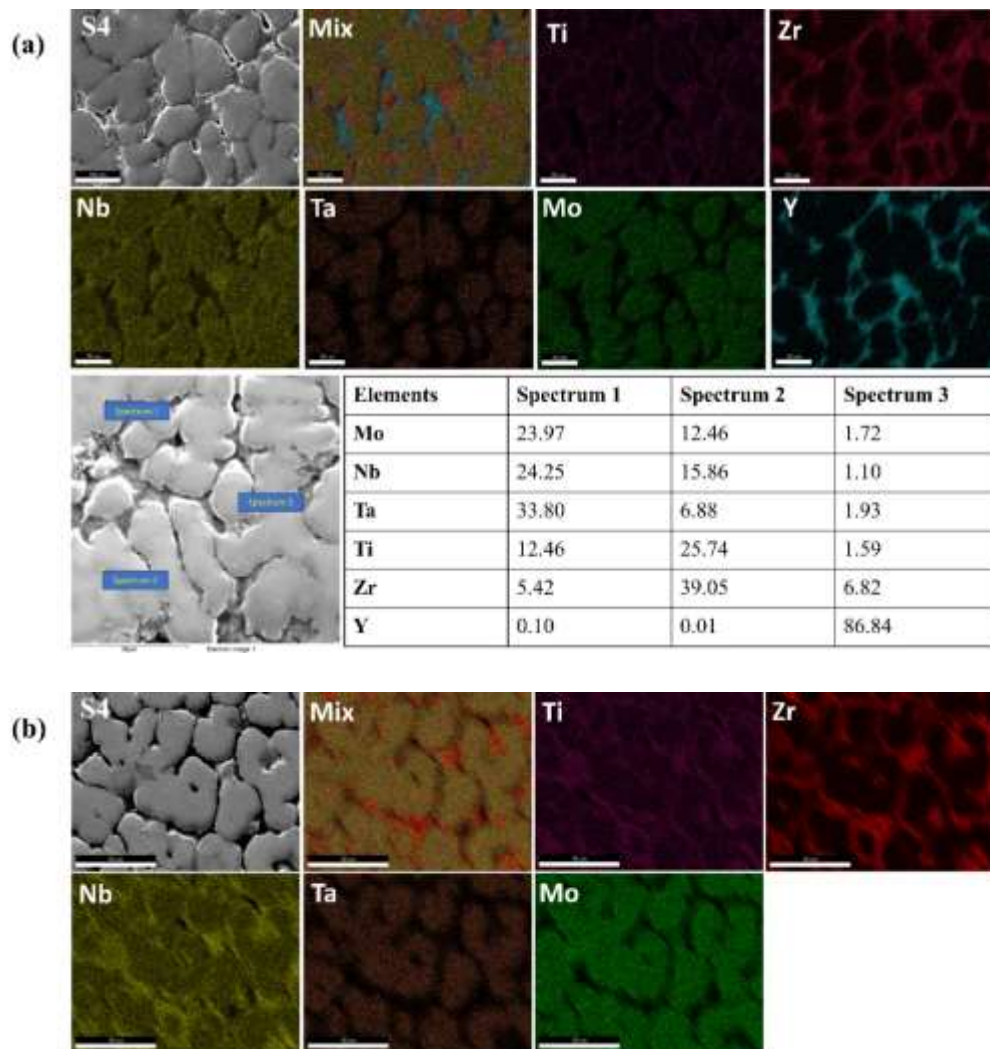 (a)
S4 Mix Ti Zr
Nb Ta Mo Y
Elements Spectrum 1 Spectrum 2 Spectrum 3
Mo 23.97 12.46 1.72
Nb 24.25 15.86 1.10
Ta 33.80 6.88 1.93
Ti 12.46 25.74 1.59
Zr 5.42 39.05 6.82
Y 0.10 0.01 86.84
(b)
S4 Mix Ti Zr
Nb Ta Mo